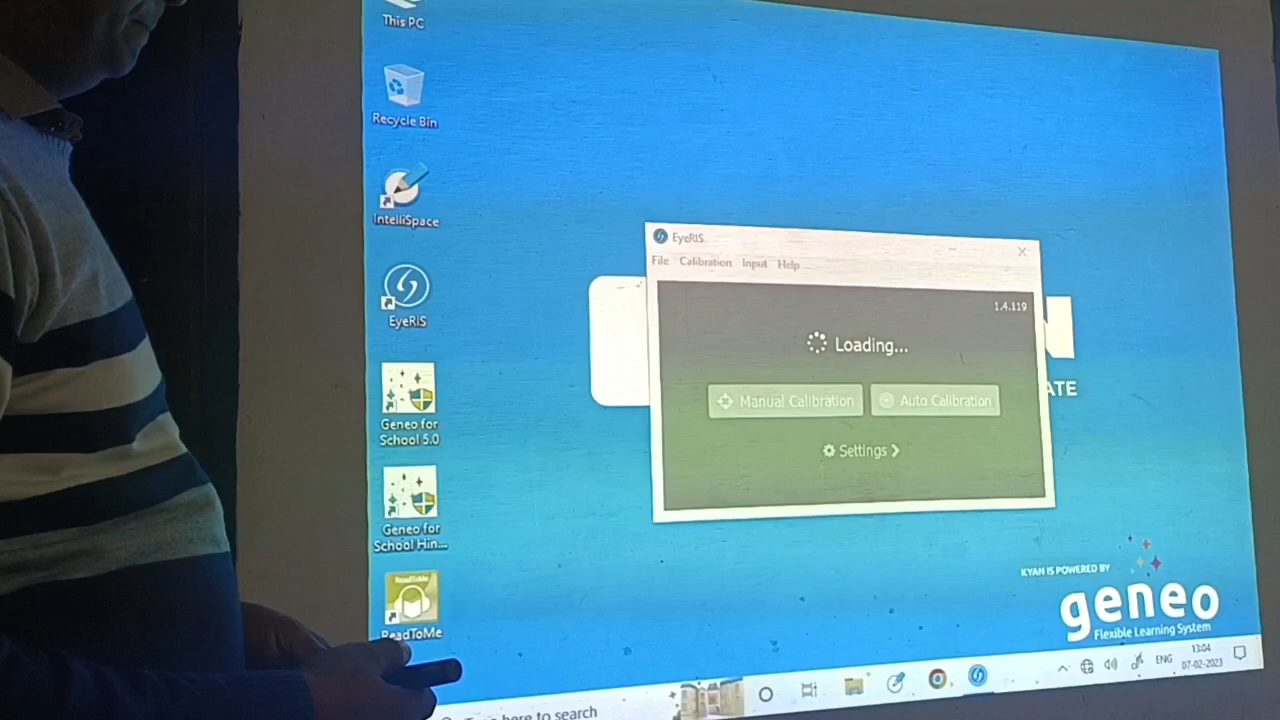 This PC
Recycle Bin
IntelliSpace
EyeRIS
Geneo for
School 5.0
Geneo for
School Hin...
ReadToMe
ReadToMe
EyeRIS
File Calibration Input Help
1.4.119
Loading...
Manual Calibration
Auto Calibration
Settings
ATE
KYAN IS POWERED BY
geneo
Flexible Learning System
here to search
ENG
13:04
07-02-2023